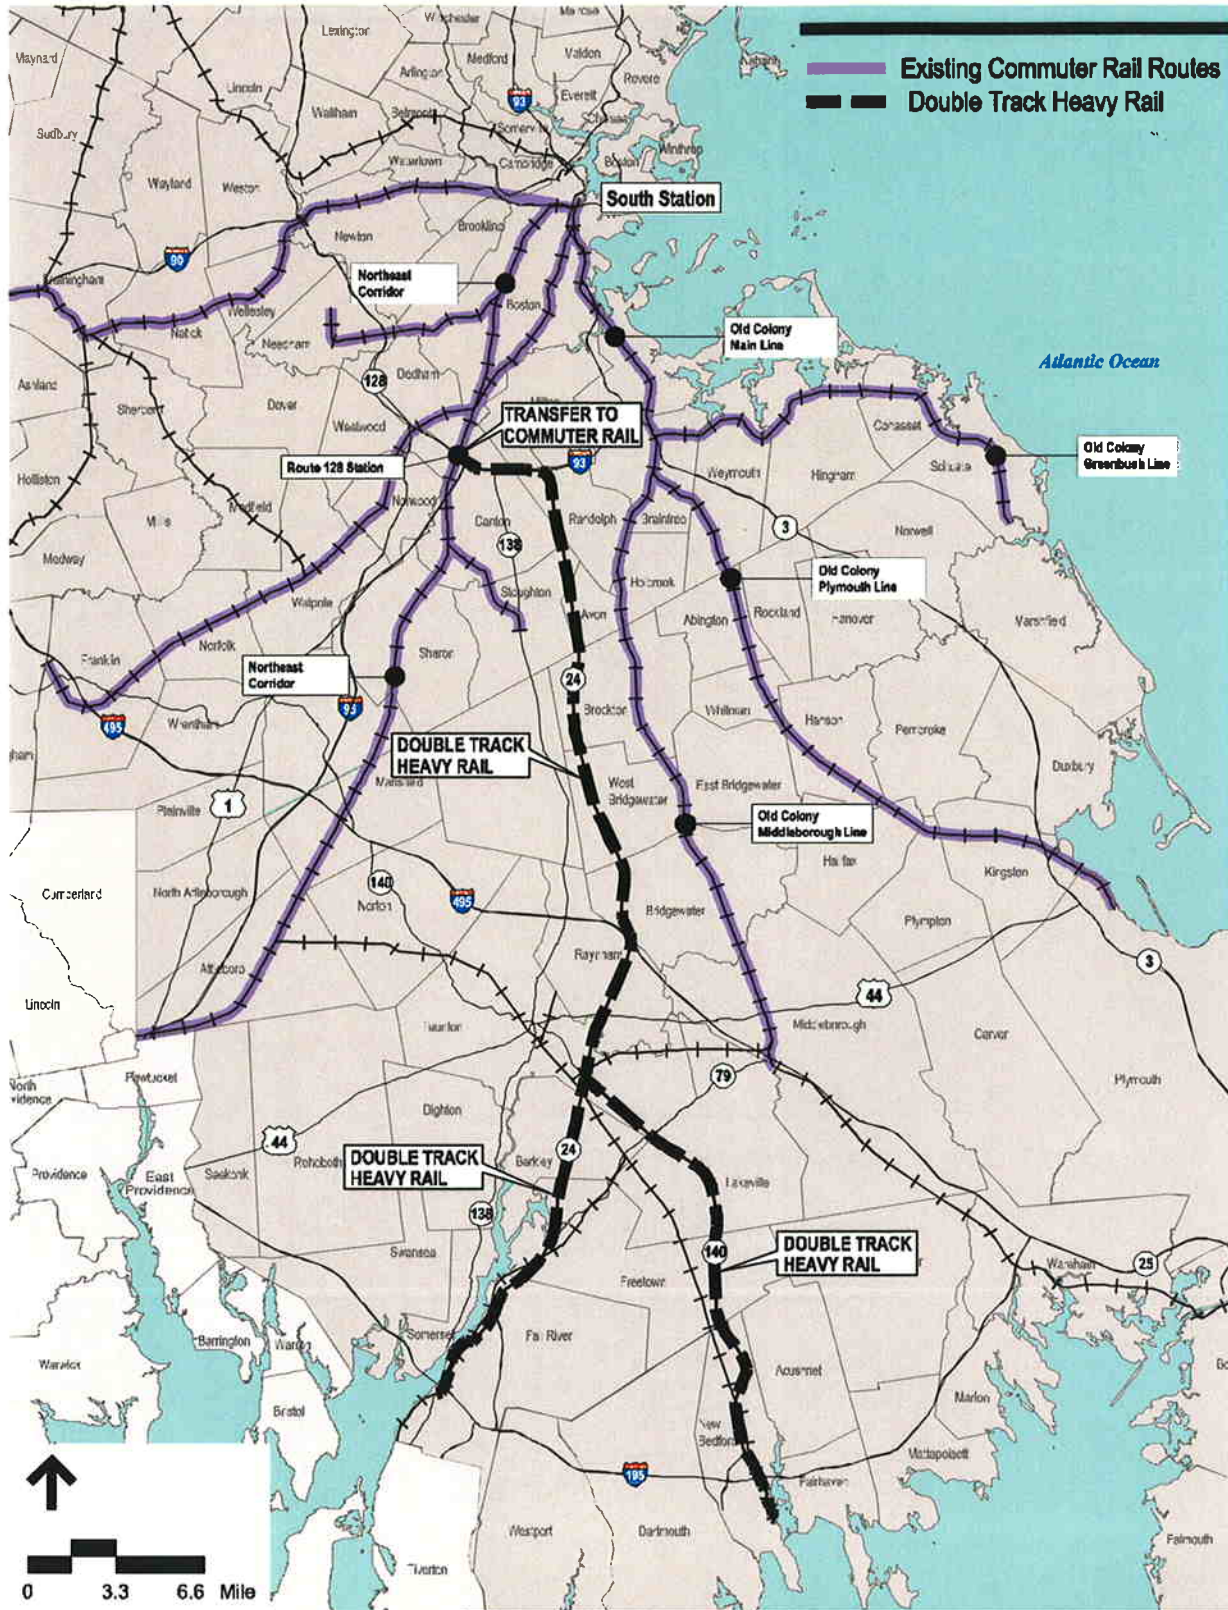 Existing Commuter Rail Routes
Double Track Heavy Rail
Lexington
Medford
Arlington
Revere
Everett
Lincoln
Waltham
93
Sudbury
Winthrop
Cambridge
Boston
Watertown
Wayland
Weston
South Station
Brookline
Newton
90
Northeast
Corridor
Boston
Wellesley
Natick
Needham
Old Colony
Main Line
Atlantic Ocean
Ashland
128
Dedham
Sherborn
Dover
Westwood
TRANSFER TO
COMMUTER RAIL
Cohasset
Route 128 Station
93
Weymouth
Hingham
Scituate
Old Colony
Greenbush Line
Holliston
Millis
Medfield
Norwood
Canton
Randolph
Braintree
3
Norwell
138
Medway
Holbrook
Old Colony
Plymouth Line
Walpole
Stoughton
Avon
Abington
Rockland
Hanover
Marshfield
Norfolk
Franklin
Sharon
Northeast
Corridor
24
95
495
Wrentham
Brockton
Whitman
Hanson
Pembroke
DOUBLE TRACK
HEAVY RAIL
Duxbury
Mansfield
West
Bridgewater
East Bridgewater
Plainville
1
Old Colony
Middleborough Line
Halifax
Kingston
Cumberland
North Attleborough
140
Norton
495
Bridgewater
Plympton
Raynham
Attleboro
3
44
Lincoln
Taunton
Middleborough
Carver
Pawtucket
79
Plymouth
Dighton
44
24
Providence
East
Providence
Seekonk
Rehoboth
DOUBLE TRACK
HEAVY RAIL
Berkley
Lakeville
138
Swansea
140
DOUBLE TRACK
HEAVY RAIL
Wareham
25
Freetown
Barrington
Warren
Somerset
Fall River
Warwick
Acushnet
Marion
Bristol
New
Bedford
Mattapoisett
195
Fairhaven
Westport
Dartmouth
Falmouth
Tiverton
0 3.3 6.6 Mile